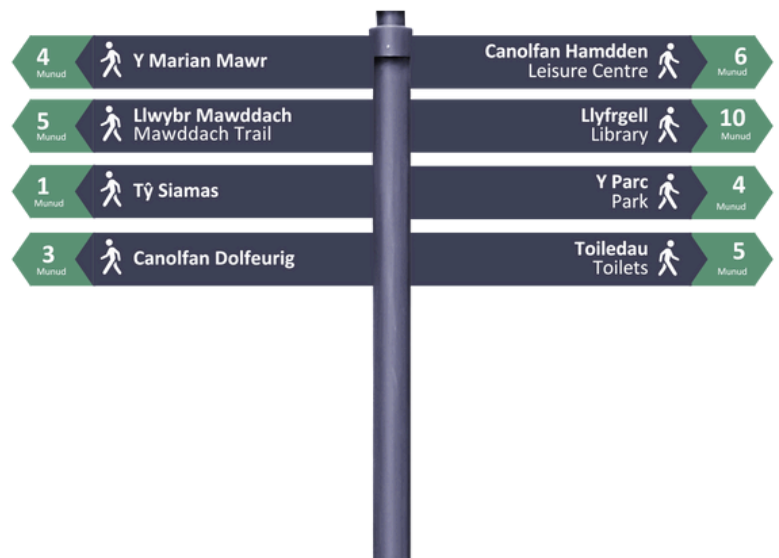 4
Munud
Y Marian Mawr
Canolfan Hamdden
Leisure Centre
6
Munud
5
Munud
Llwybr Mawddach
Mawddach Trail
Llyfrgell
Library
10
Munud
1
Munud
Tŷ Siamas
Y Parc
Park
4
Munud
3
Munud
Canolfan Dolfeurig
Toiledau
Toilets
5
Munud